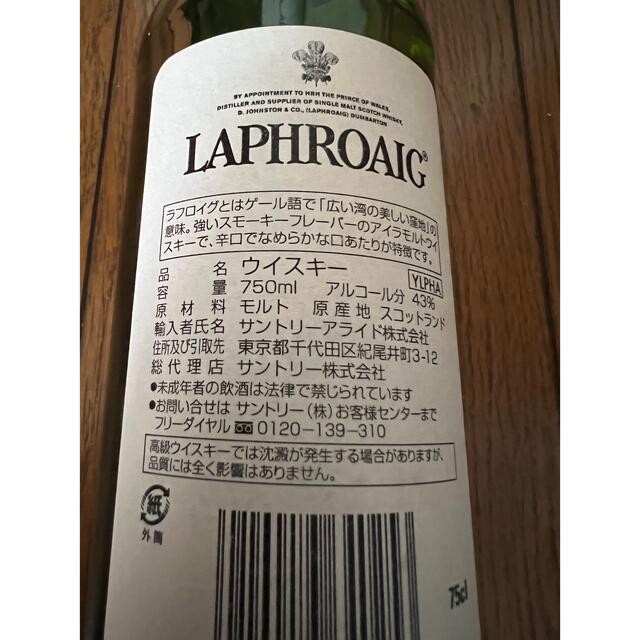 BY APPOINTMENT TO HRH THE PRINCE OF WALES,
DISTILLER AND SUPPLIER OF SINGLE MALT SCOTCH WHISKY,
D. JOHNSTON & CO., (LAPHROAIG) DUMBARTON
LAPHROAIG®
ラフロイグとはゲール語で「広い湾の美しい窪地」の
意味。強いスモーキーフレーバーのアイラモルトウイ
スキーで、辛口でなめらかな口あたりが特徴です。
品名 ウイスキー YLPHA
容量 750ml アルコール分 43%
原材料 モルト 原産地 スコットランド
輸入者氏名 サントリーアライド株式会社
住所及び引取先 東京都千代田区紀尾井町3-12
総代理店 サントリー株式会社
●未成年者の飲酒は法律で禁じられています
●お問い合せは サントリー(株)お客様センターまで
フリーダイヤル 0120-139-310
高級ウイスキーでは沈澱が発生する場合がありますが、
品質には全く影響はありません。
紙
外箱
75cl